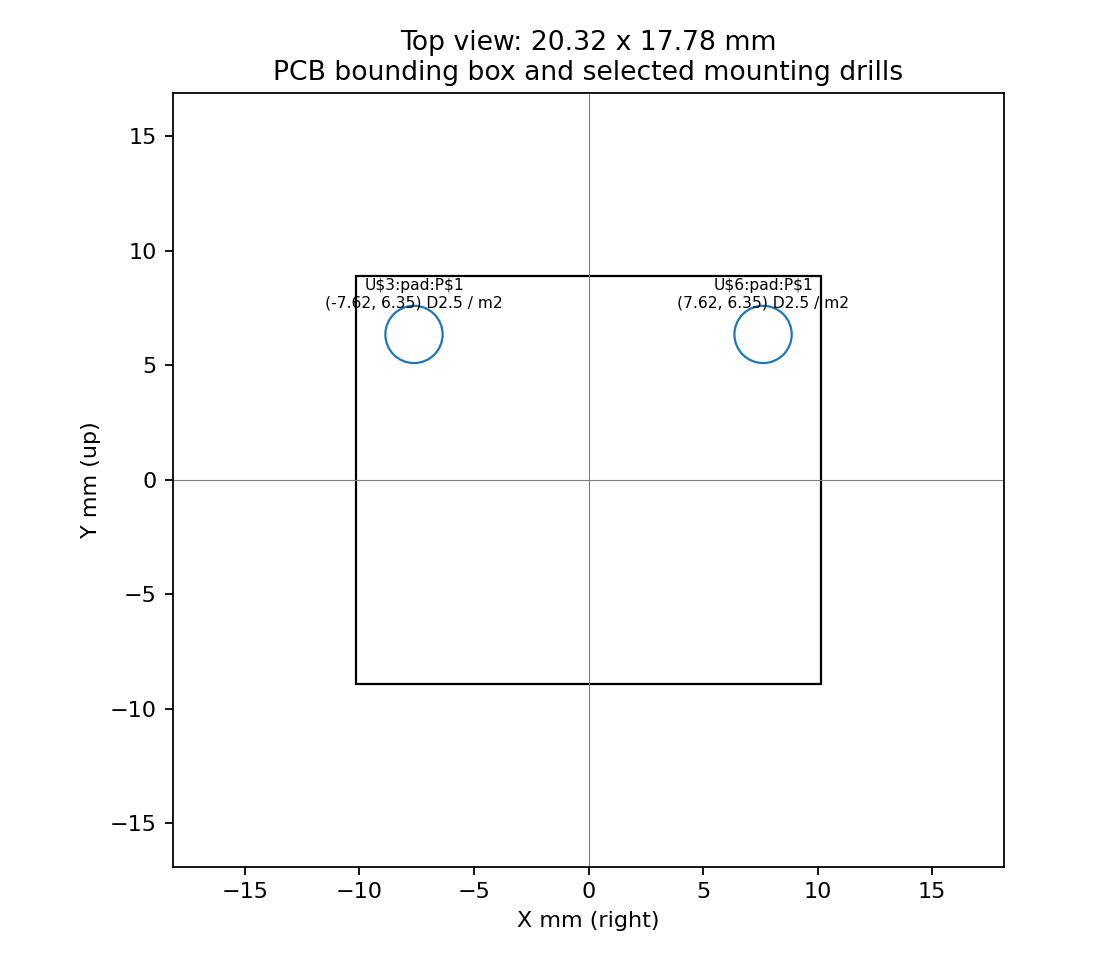 Top view: 20.32 x 17.78 mm
PCB bounding box and selected mounting drills
15
10
5
0
−5
−10
−15
Y mm (up)
U$3:pad:P$1
(-7.62, 6.35) D2.5 / m2
U$6:pad:P$1
(7.62, 6.35) D2.5 / m2
−15
−10
−5
0
5
10
15
X mm (right)